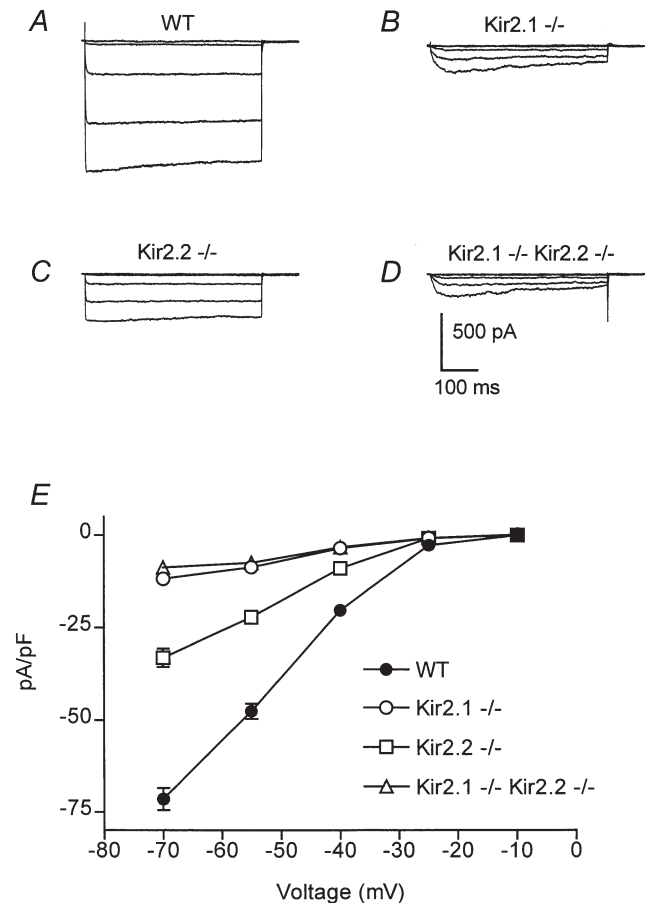 A
WT
B
Kir2.1 -/-
C
Kir2.2 -/-
D
Kir2.1 -/- Kir2.2 -/-
500 pA
100 ms
E
0
-25
-50
-75
pA/pF
-80 -70 -60 -50 -40 -30 -20 -10 0
Voltage (mV)
WT
Kir2.1 -/-
Kir2.2 -/-
Kir2.1 -/- Kir2.2 -/-